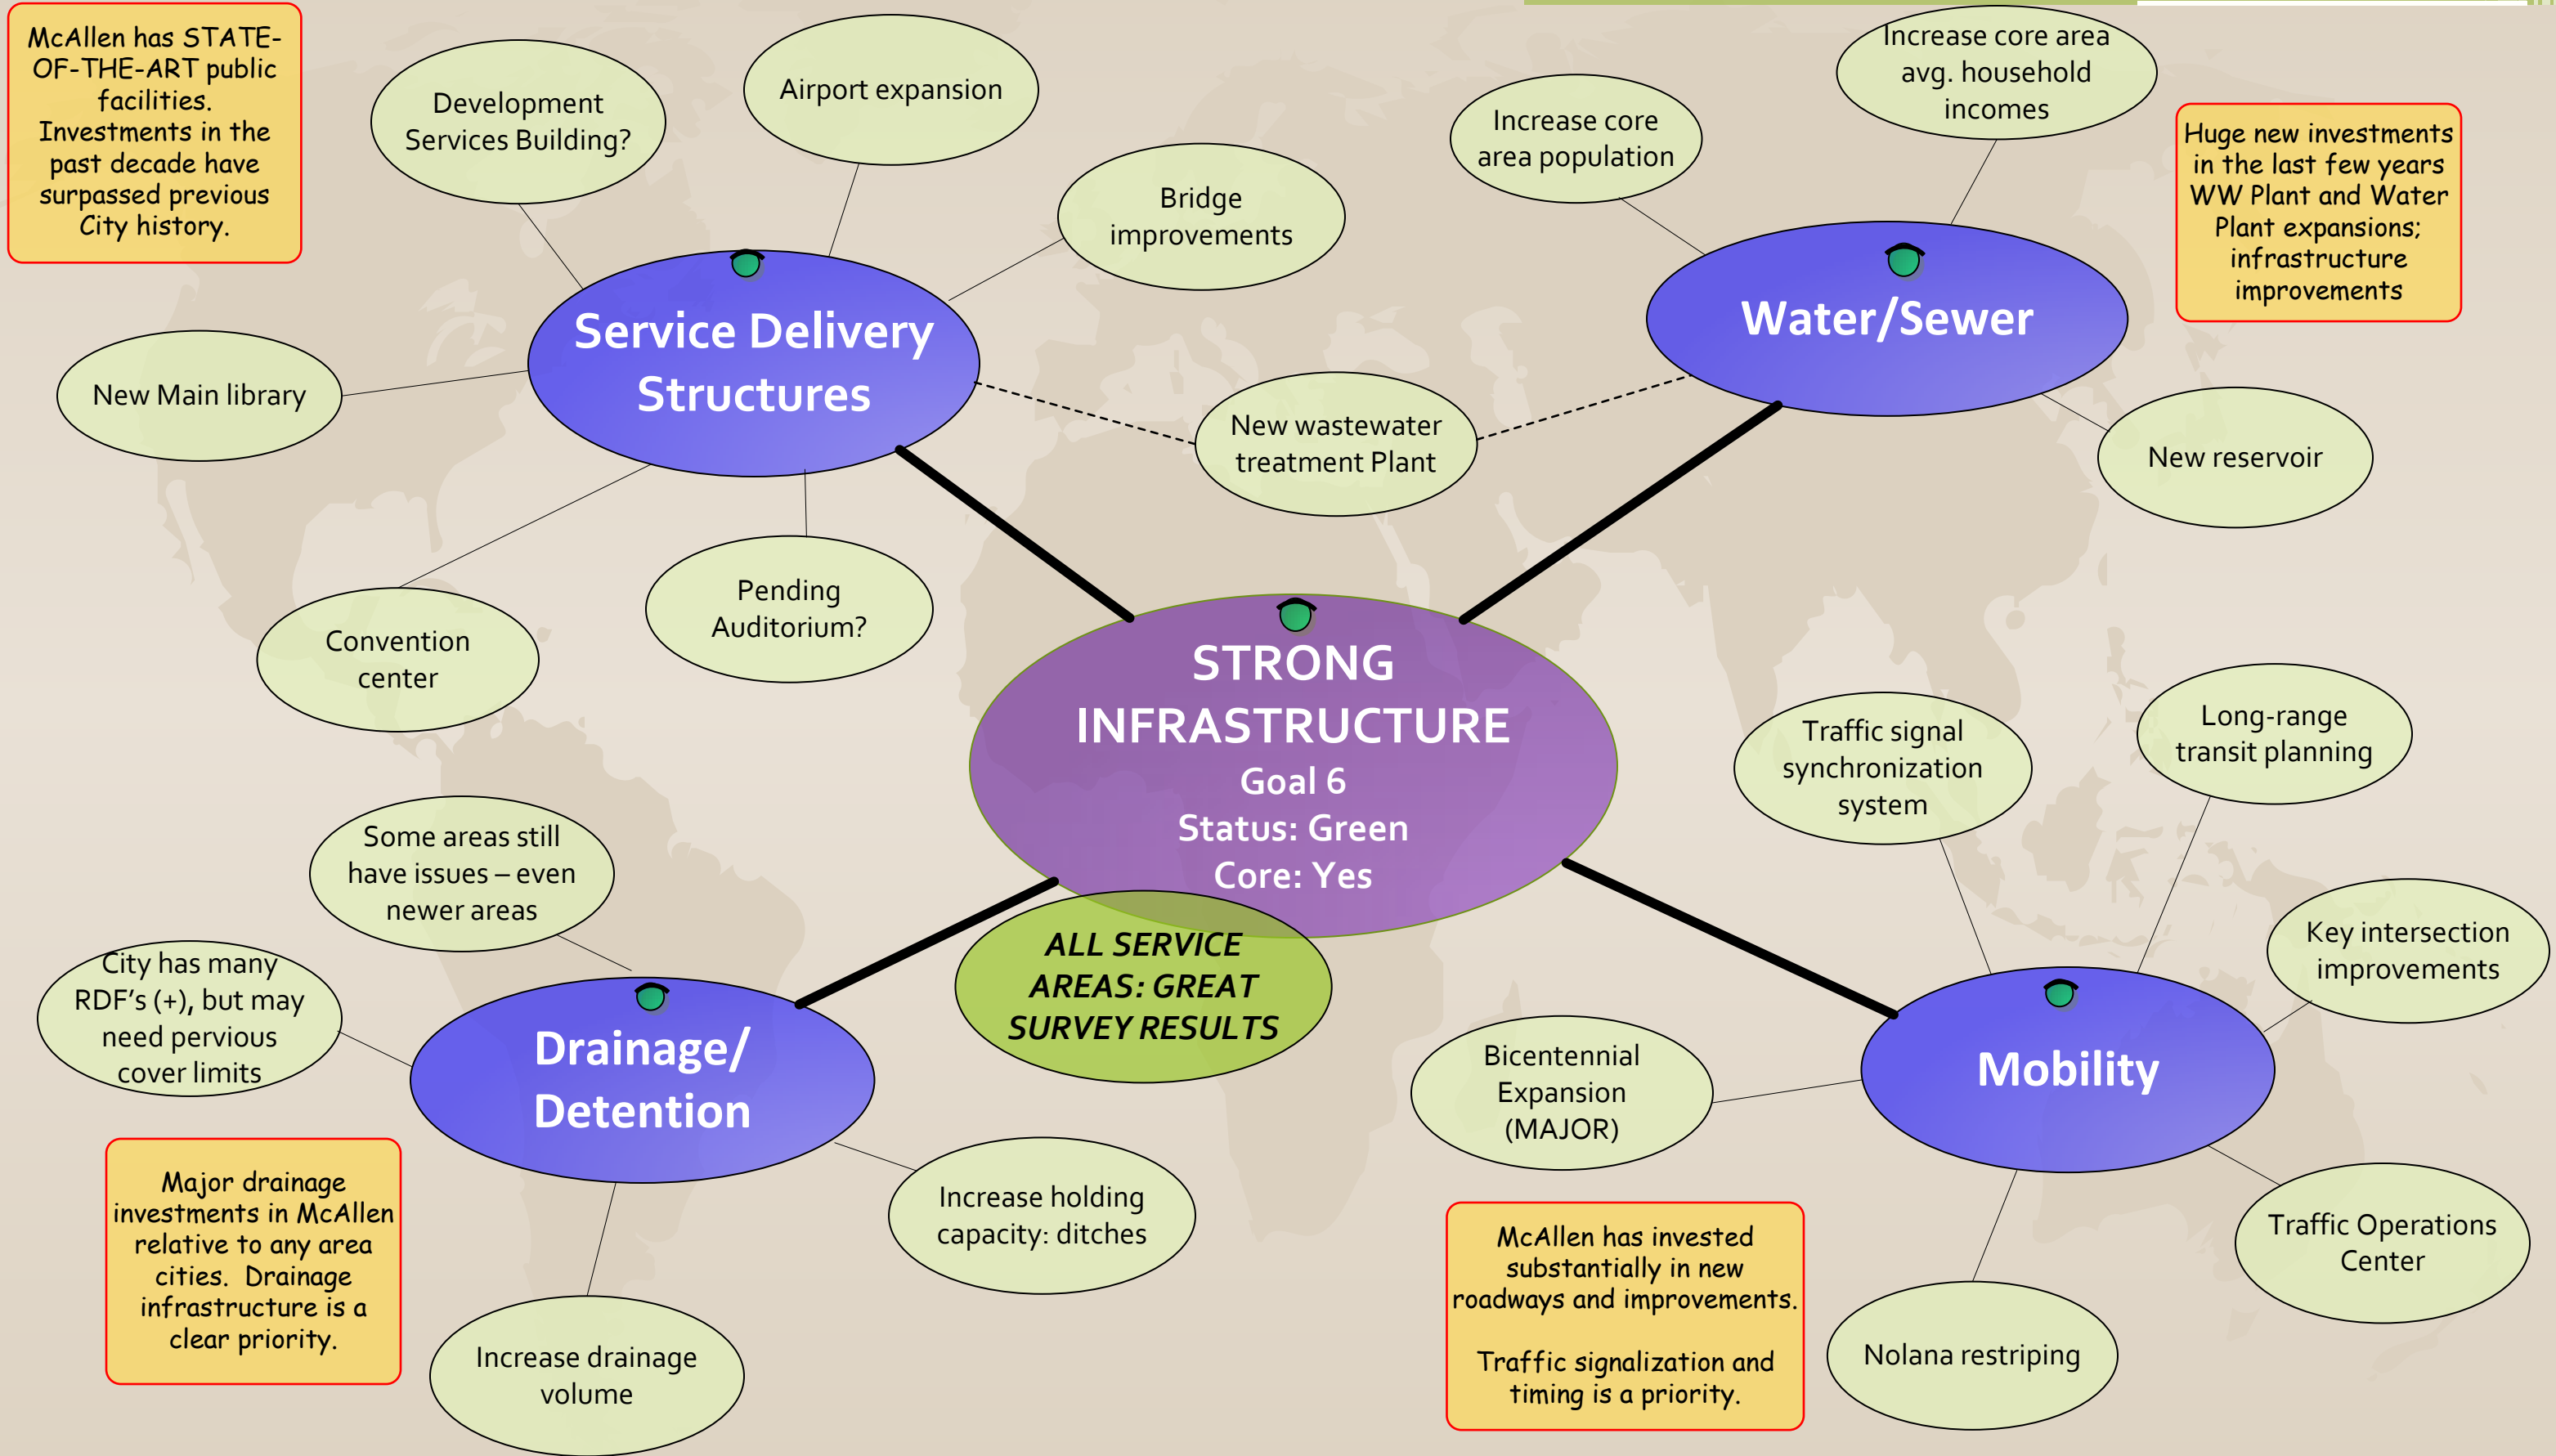 McAllen has STATE-
OF-THE-ART public
facilities.
Investments in the
past decade have
surpassed previous
City history.
Development
Services Building?
Airport expansion
Bridge
improvements
New Main library
Service Delivery
Structures
Convention
center
Pending
Auditorium?
New wastewater
treatment Plant
Increase core
area population
Increase core area
avg. household
incomes
Huge new investments
in the last few years
WW Plant and Water
Plant expansions;
infrastructure
improvements
Water/Sewer
New reservoir
STRONG
INFRASTRUCTURE
Goal 6
Status: Green
Core: Yes
ALL SERVICE
AREAS: GREAT
SURVEY RESULTS
Some areas still
have issues – even
newer areas
City has many
RDF's (+), but may
need pervious
cover limits
Drainage/
Detention
Major drainage
investments in McAllen
relative to any area
cities.  Drainage
infrastructure is a
clear priority.
Increase drainage
volume
Increase holding
capacity: ditches
Traffic signal
synchronization
system
Long-range
transit planning
Key intersection
improvements
Bicentennial
Expansion
(MAJOR)
Mobility
McAllen has invested
substantially in new
roadways and improvements.
Traffic signalization and
timing is a priority.
Nolana restriping
Traffic Operations
Center